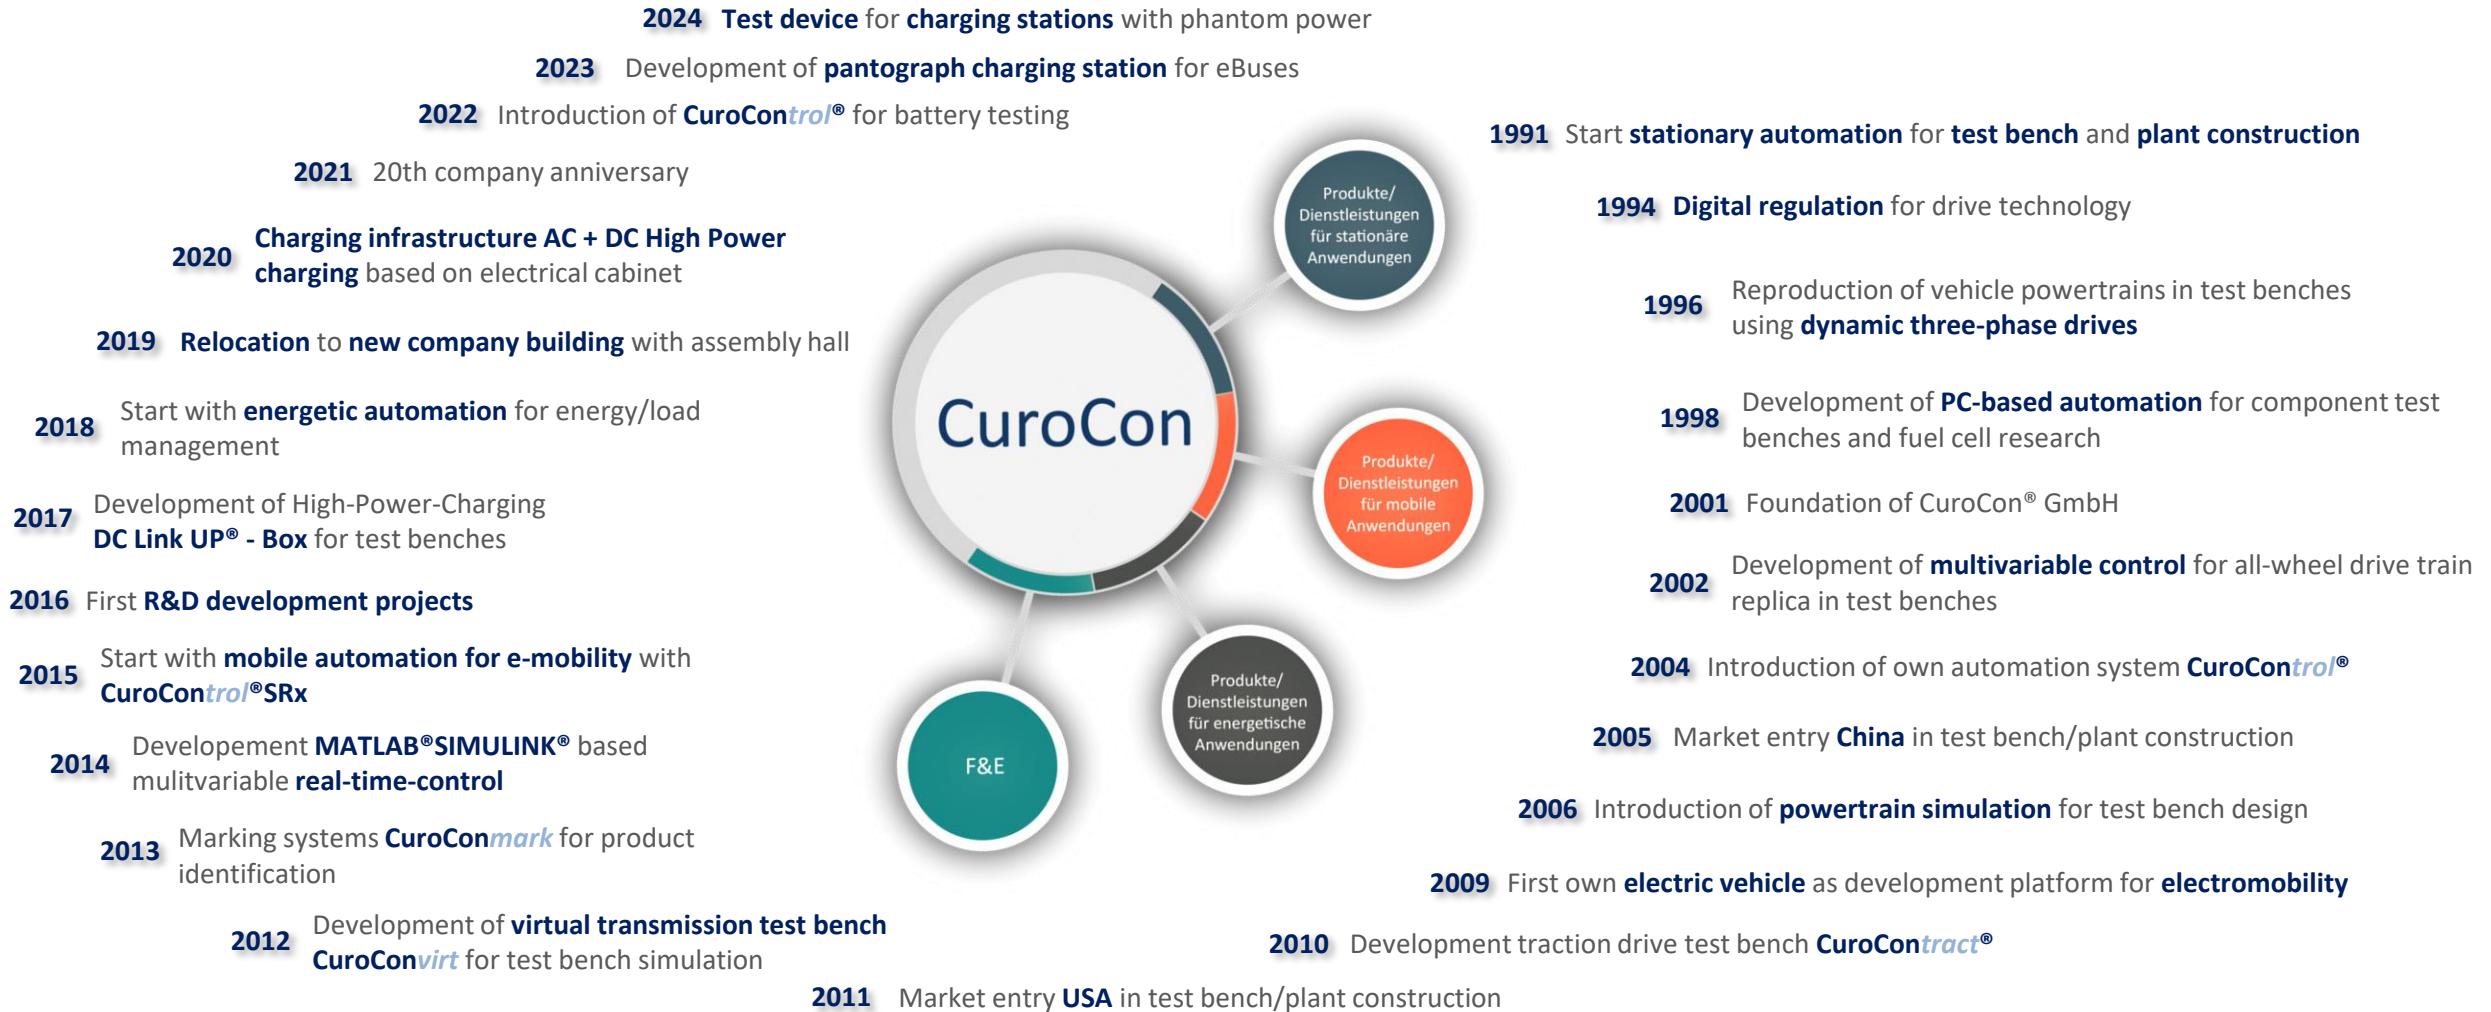 2024 Test device for charging stations with phantom power
2023 Development of pantograph charging station for eBuses
2022 Introduction of CuroControl® for battery testing
2021 20th company anniversary
2020 Charging infrastructure AC + DC High Power
charging based on electrical cabinet
2019 Relocation to new company building with assembly hall
2018 Start with energetic automation for energy/load
management
2017 Development of High-Power-Charging
DC Link UP® - Box for test benches
2016 First R&D development projects
2015 Start with mobile automation for e-mobility with
CuroControl®SRx
2014 Developement MATLAB®SIMULINK® based
mulitvariable real-time-control
2013 Marking systems CuroConmark for product
identification
2012 Development of virtual transmission test bench
CuroConvirt for test bench simulation
2011 Market entry USA in test bench/plant construction
CuroCon
Produkte/
Dienstleistungen
für stationäre
Anwendungen
Produkte/
Dienstleistungen
für mobile
Anwendungen
Produkte/
Dienstleistungen
für energetische
Anwendungen
F&E
1991 Start stationary automation for test bench and plant construction
1994 Digital regulation for drive technology
1996 Reproduction of vehicle powertrains in test benches
using dynamic three-phase drives
1998 Development of PC-based automation for component test
benches and fuel cell research
2001 Foundation of CuroCon® GmbH
2002 Development of multivariable control for all-wheel drive train
replica in test benches
2004 Introduction of own automation system CuroControl®
2005 Market entry China in test bench/plant construction
2006 Introduction of powertrain simulation for test bench design
2009 First own electric vehicle as development platform for electromobility
2010 Development traction drive test bench CuroContract®